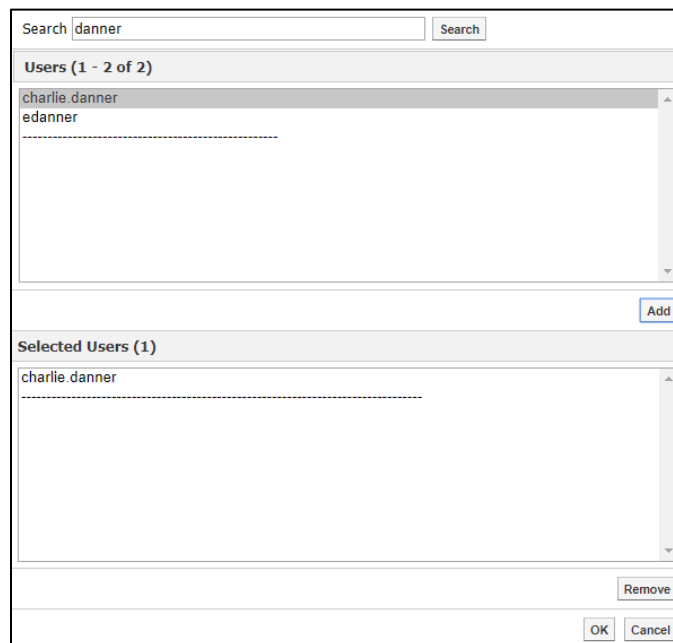 Search danner Search
Users (1 - 2 of 2)
charlie.danner
edanner
---------------------------------------------------
Add
Selected Users (1)
charlie.danner
--------------------------------------------------------------------------------
Remove
OK Cancel